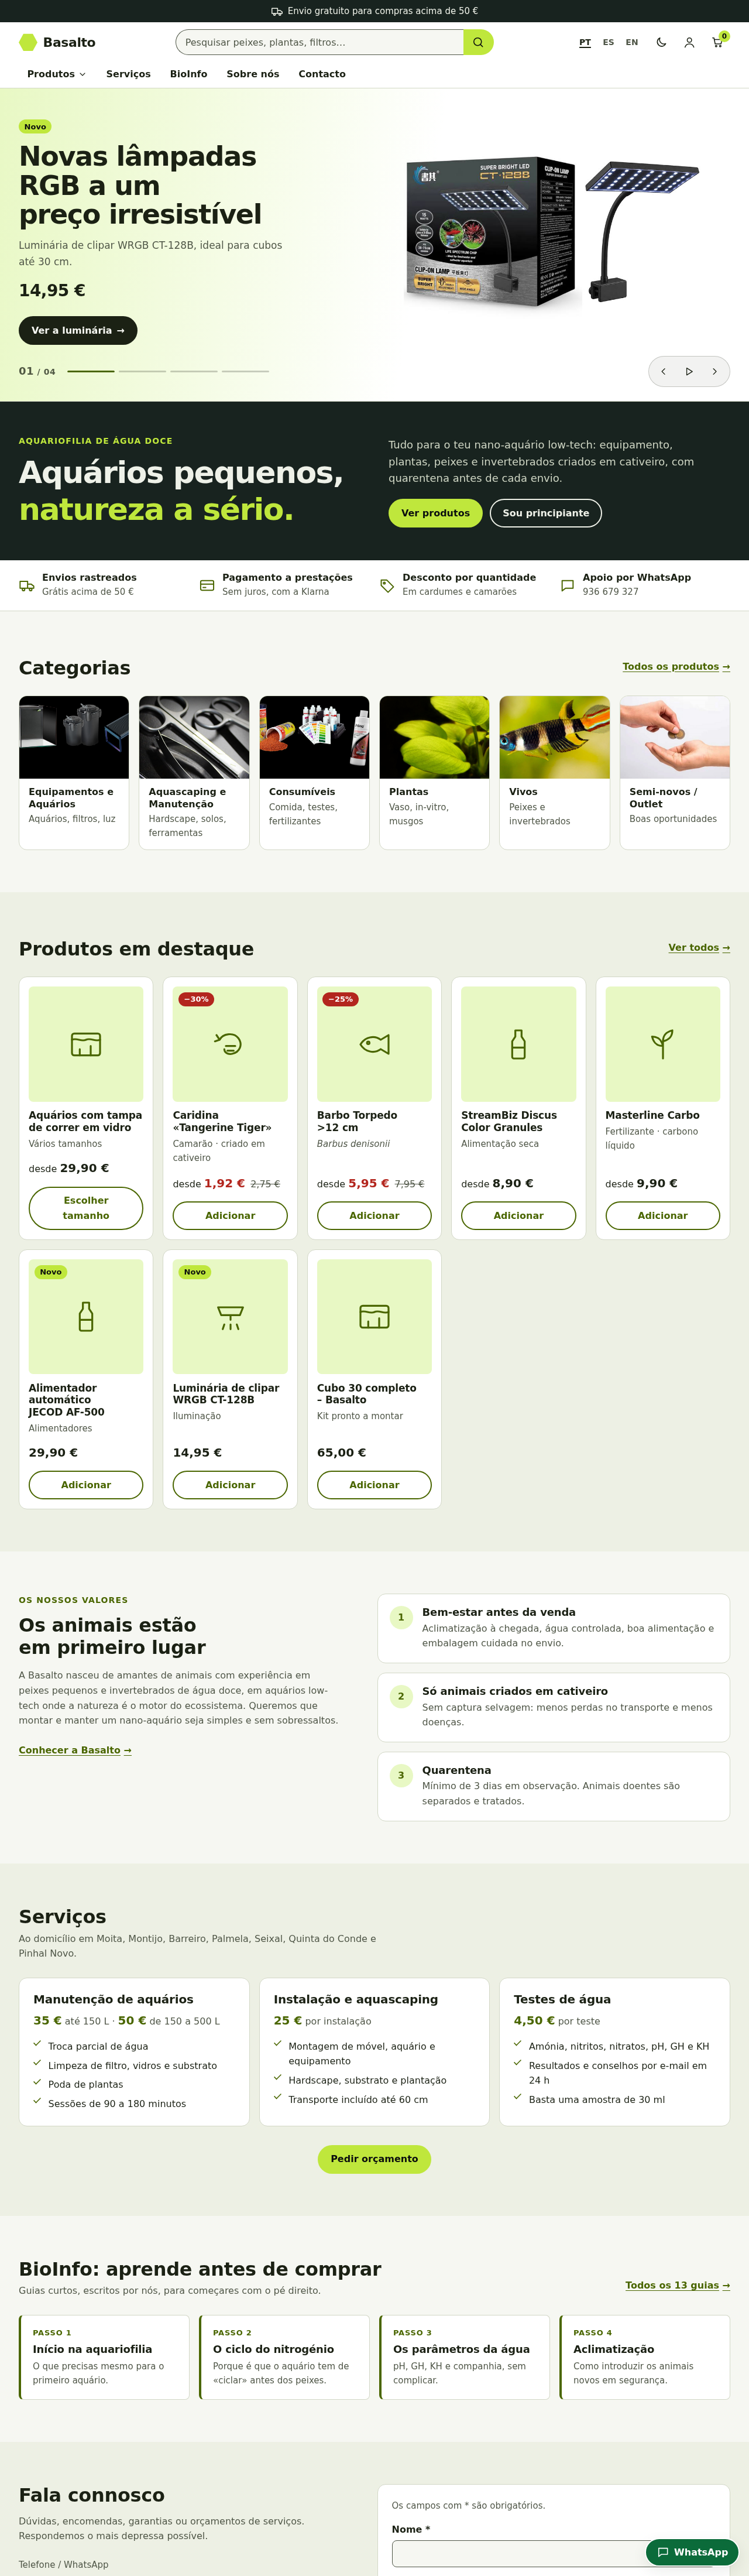 Envio gratuito para compras acima de 50 €
Basalto
Pesquisar peixes, plantas, filtros…
PT ES EN
0
Produtos Serviços BioInfo Sobre nós Contacto
Novo
Novas lâmpadas
RGB a um
preço irresistível
Luminária de clipar WRGB CT-128B, ideal para cubos
até 30 cm.
14,95 €
Ver a luminária →
SUPER BRIGHT LED
CT-128B
CLIP-ON LAMP
SUPER BRIGHT
01 / 04
AQUARIOFILIA DE ÁGUA DOCE
Aquários pequenos,
natureza a sério.
Tudo para o teu nano-aquário low-tech: equipamento,
plantas, peixes e invertebrados criados em cativeiro, com
quarentena antes de cada envio.
Ver produtos
Sou principiante
Envios rastreados
Grátis acima de 50 €
Pagamento a prestações
Sem juros, com a Klarna
Desconto por quantidade
Em cardumes e camarões
Apoio por WhatsApp
936 679 327
Categorias
Todos os produtos →
Equipamentos e
Aquários
Aquários, filtros, luz
Aquascaping e
Manutenção
Hardscape, solos,
ferramentas
Consumíveis
Comida, testes,
fertilizantes
Plantas
Vaso, in-vitro,
musgos
Vivos
Peixes e
invertebrados
Semi-novos /
Outlet
Boas oportunidades
Produtos em destaque
Ver todos →
Aquários com tampa
de correr em vidro
Vários tamanhos
desde 29,90 €
Escolher
tamanho
−30%
Caridina
«Tangerine Tiger»
Camarão · criado em
cativeiro
desde 1,92 € 2,75 €
Adicionar
−25%
Barbo Torpedo
>12 cm
Barbus denisonii
desde 5,95 € 7,95 €
Adicionar
StreamBiz Discus
Color Granules
Alimentação seca
desde 8,90 €
Adicionar
Masterline Carbo
Fertilizante · carbono
líquido
desde 9,90 €
Adicionar
Novo
Alimentador
automático
JECOD AF-500
Alimentadores
29,90 €
Adicionar
Novo
Luminária de clipar
WRGB CT-128B
Iluminação
14,95 €
Adicionar
Cubo 30 completo
– Basalto
Kit pronto a montar
65,00 €
Adicionar
OS NOSSOS VALORES
Os animais estão
em primeiro lugar
A Basalto nasceu de amantes de animais com experiência em
peixes pequenos e invertebrados de água doce, em aquários low-
tech onde a natureza é o motor do ecossistema. Queremos que
montar e manter um nano-aquário seja simples e sem sobressaltos.
Conhecer a Basalto →
1
Bem-estar antes da venda
Aclimatização à chegada, água controlada, boa alimentação e
embalagem cuidada no envio.
2
Só animais criados em cativeiro
Sem captura selvagem: menos perdas no transporte e menos
doenças.
3
Quarentena
Mínimo de 3 dias em observação. Animais doentes são
separados e tratados.
Serviços
Ao domicílio em Moita, Montijo, Barreiro, Palmela, Seixal, Quinta do Conde e
Pinhal Novo.
Manutenção de aquários
35 € até 150 L · 50 € de 150 a 500 L
Troca parcial de água
Limpeza de filtro, vidros e substrato
Poda de plantas
Sessões de 90 a 180 minutos
Instalação e aquascaping
25 € por instalação
Montagem de móvel, aquário e
equipamento
Hardscape, substrato e plantação
Transporte incluído até 60 cm
Testes de água
4,50 € por teste
Amónia, nitritos, nitratos, pH, GH e KH
Resultados e conselhos por e-mail em
24 h
Basta uma amostra de 30 ml
Pedir orçamento
BioInfo: aprende antes de comprar
Guias curtos, escritos por nós, para começares com o pé direito.
Todos os 13 guias →
PASSO 1
Início na aquariofilia
O que precisas mesmo para o
primeiro aquário.
PASSO 2
O ciclo do nitrogénio
Porque é que o aquário tem de
«ciclar» antes dos peixes.
PASSO 3
Os parâmetros da água
pH, GH, KH e companhia, sem
complicar.
PASSO 4
Aclimatização
Como introduzir os animais
novos em segurança.
Fala connosco
Dúvidas, encomendas, garantias ou orçamentos de serviços.
Respondemos o mais depressa possível.
Telefone / WhatsApp
Os campos com * são obrigatórios.
Nome *
WhatsApp